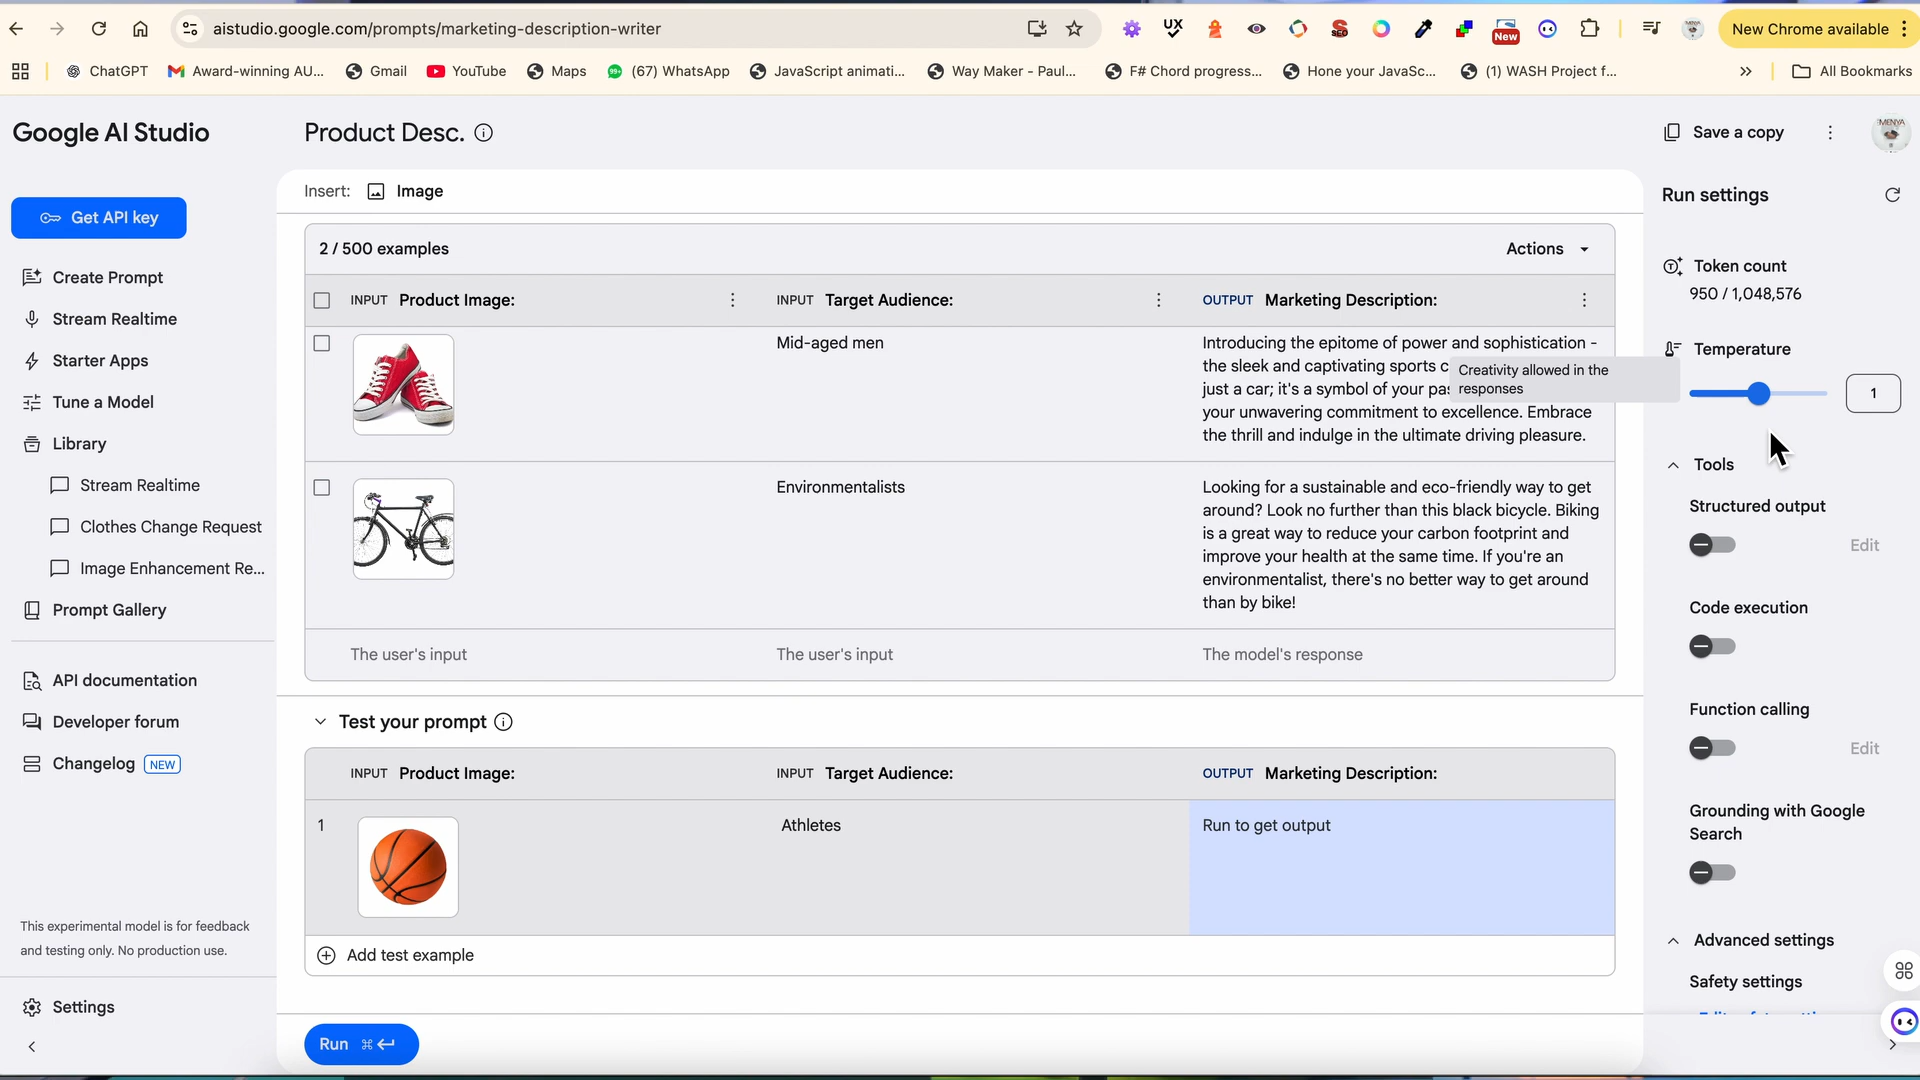 aistudio.google.com/prompts/marketing-description-writer
UX
SEO
New
New Chrome available
ChatGPT
Award-winning AU...
Gmail
YouTube
Maps
99+
(67) WhatsApp
JavaScript animati...
Way Maker - Paul...
F# Chord progress...
Hone your JavaSc...
(1) WASH Project f...
All Bookmarks
Google AI Studio
Product Desc.
Save a copy
MENYA
Get API key
Create Prompt
Stream Realtime
Starter Apps
Tune a Model
Library
Stream Realtime
Clothes Change Request
Image Enhancement Re...
Prompt Gallery
API documentation
Developer forum
Changelog NEW
This experimental model is for feedback
and testing only. No production use.
Settings
Insert: Image
2 / 500 examples
Actions
INPUT Product Image:
INPUT Target Audience:
OUTPUT Marketing Description:
Mid-aged men
Introducing the epitome of power and sophistication -
the sleek and captivating sports c
just a car; it's a symbol of your pas
your unwavering commitment to excellence. Embrace
the thrill and indulge in the ultimate driving pleasure.
Creativity allowed in the
responses
Environmentalists
Looking for a sustainable and eco-friendly way to get
around? Look no further than this black bicycle. Biking
is a great way to reduce your carbon footprint and
improve your health at the same time. If you're an
environmentalist, there's no better way to get around
than by bike!
The user's input
The user's input
The model's response
Test your prompt
INPUT Product Image:
INPUT Target Audience:
OUTPUT Marketing Description:
1
Athletes
Run to get output
Add test example
Run ⌘
Run settings
Token count
950 / 1,048,576
Temperature
1
Tools
Structured output
Edit
Code execution
Function calling
Edit
Grounding with Google
Search
Advanced settings
Safety settings